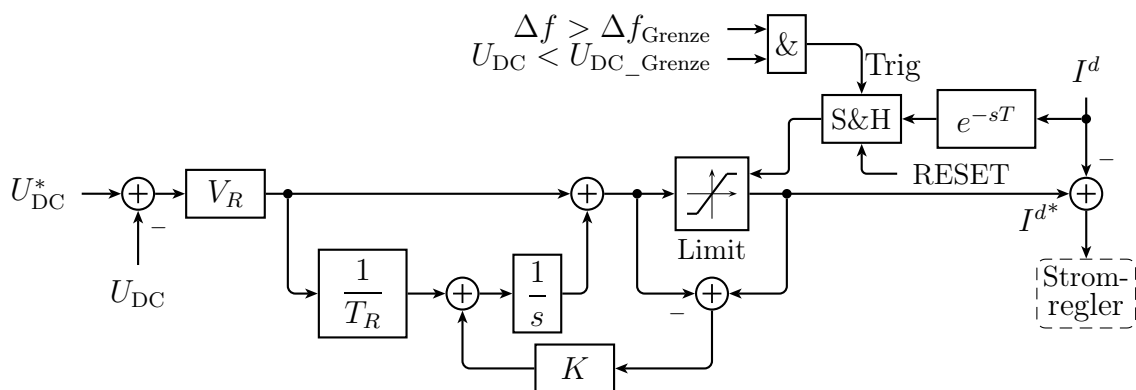 Δf > Δf_Grenze
U_DC < U_DC_Grenze
&
Trig
I^d
S&H
e^{-sT}
RESET
U*_DC
+
−
V_R
+
Limit
−
+
I^{d*}
U_DC
1/T_R
+
1/s
−
+
K
Strom-
regler